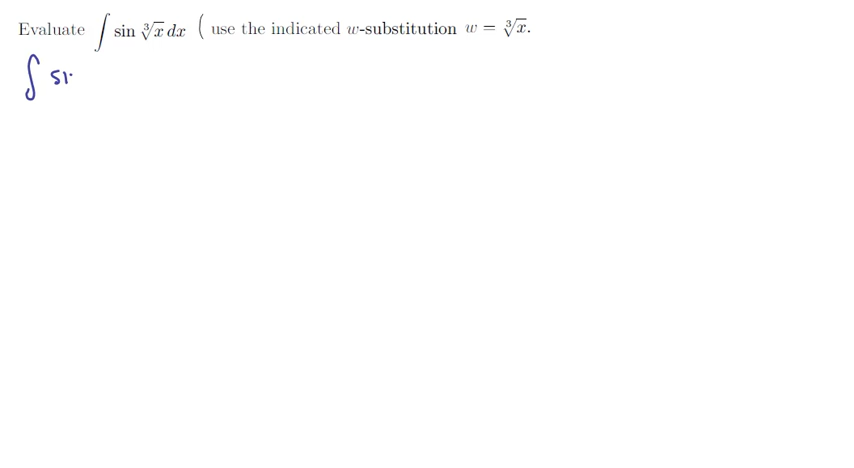 Evaluate ∫ sin ∛x dx ( use the indicated w-substitution w = ∛x.
∫ si